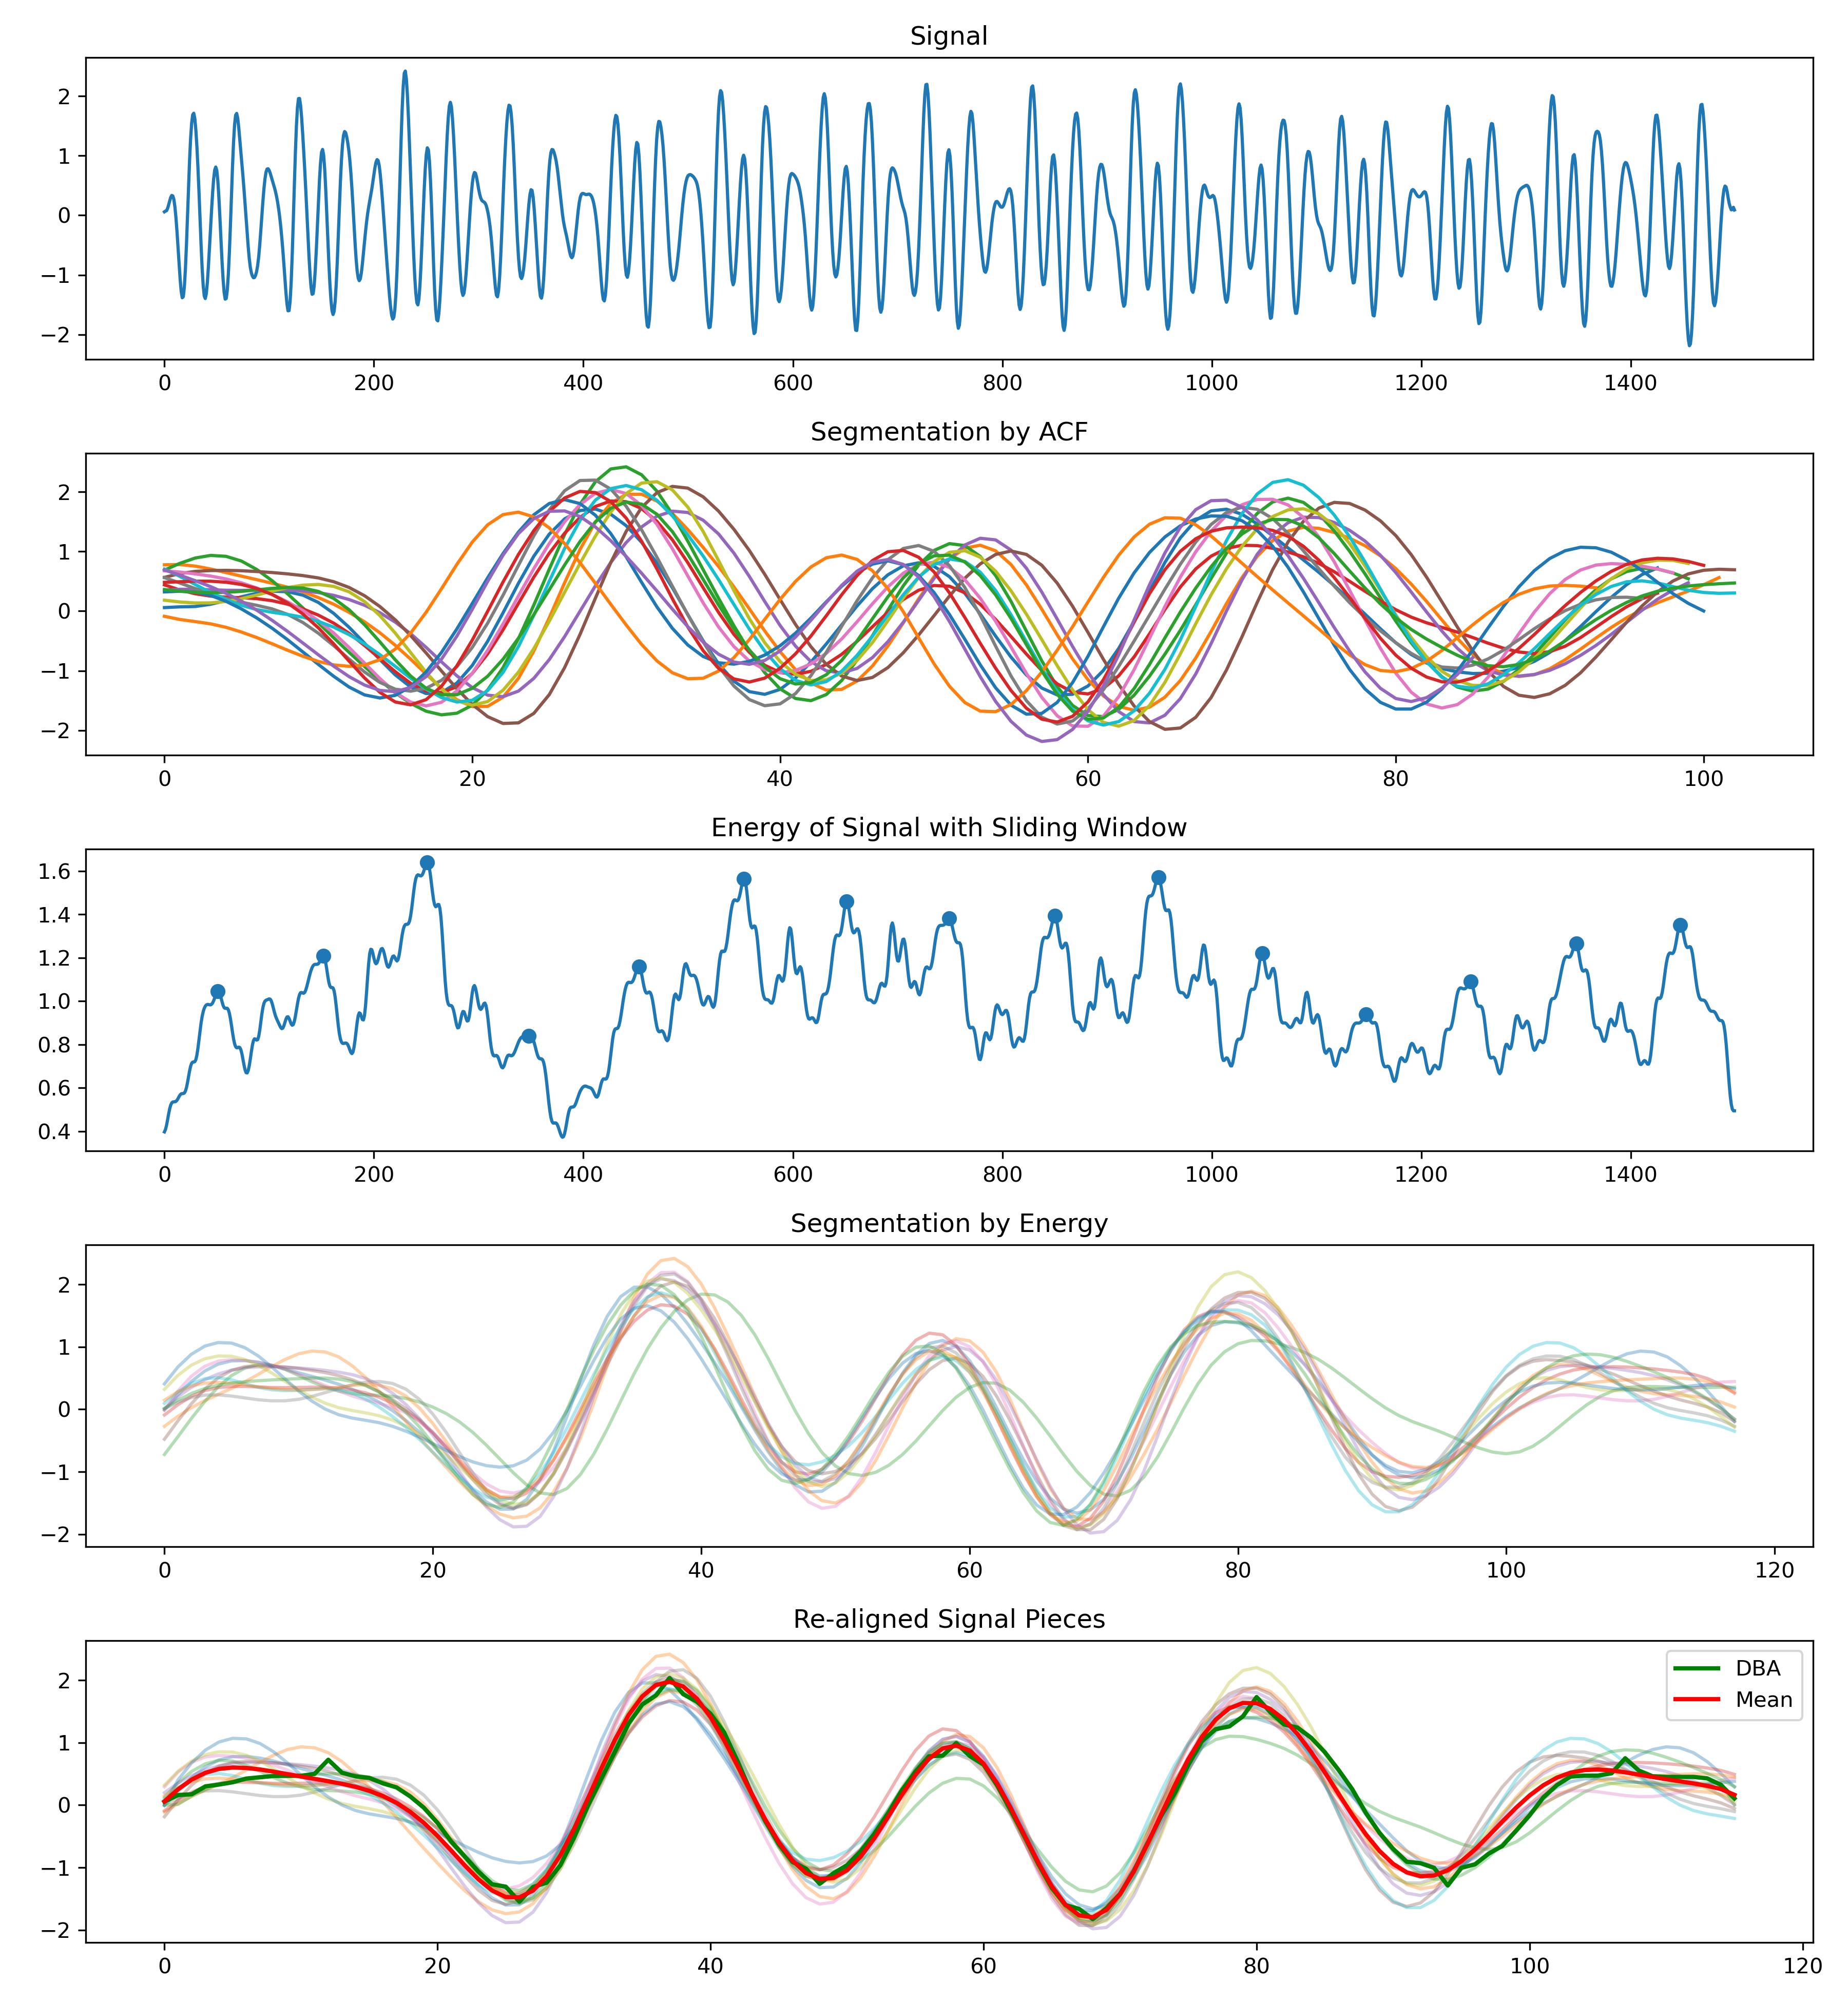 Signal
2
1
0
−1
−2
0 200 400 600 800 1000 1200 1400
Segmentation by ACF
2
1
0
−1
−2
0 20 40 60 80 100
Energy of Signal with Sliding Window
1.6
1.4
1.2
1.0
0.8
0.6
0.4
0 200 400 600 800 1000 1200 1400
Segmentation by Energy
2
1
0
−1
−2
0 20 40 60 80 100 120
Re-aligned Signal Pieces
DBA
Mean
2
1
0
−1
−2
0 20 40 60 80 100 120